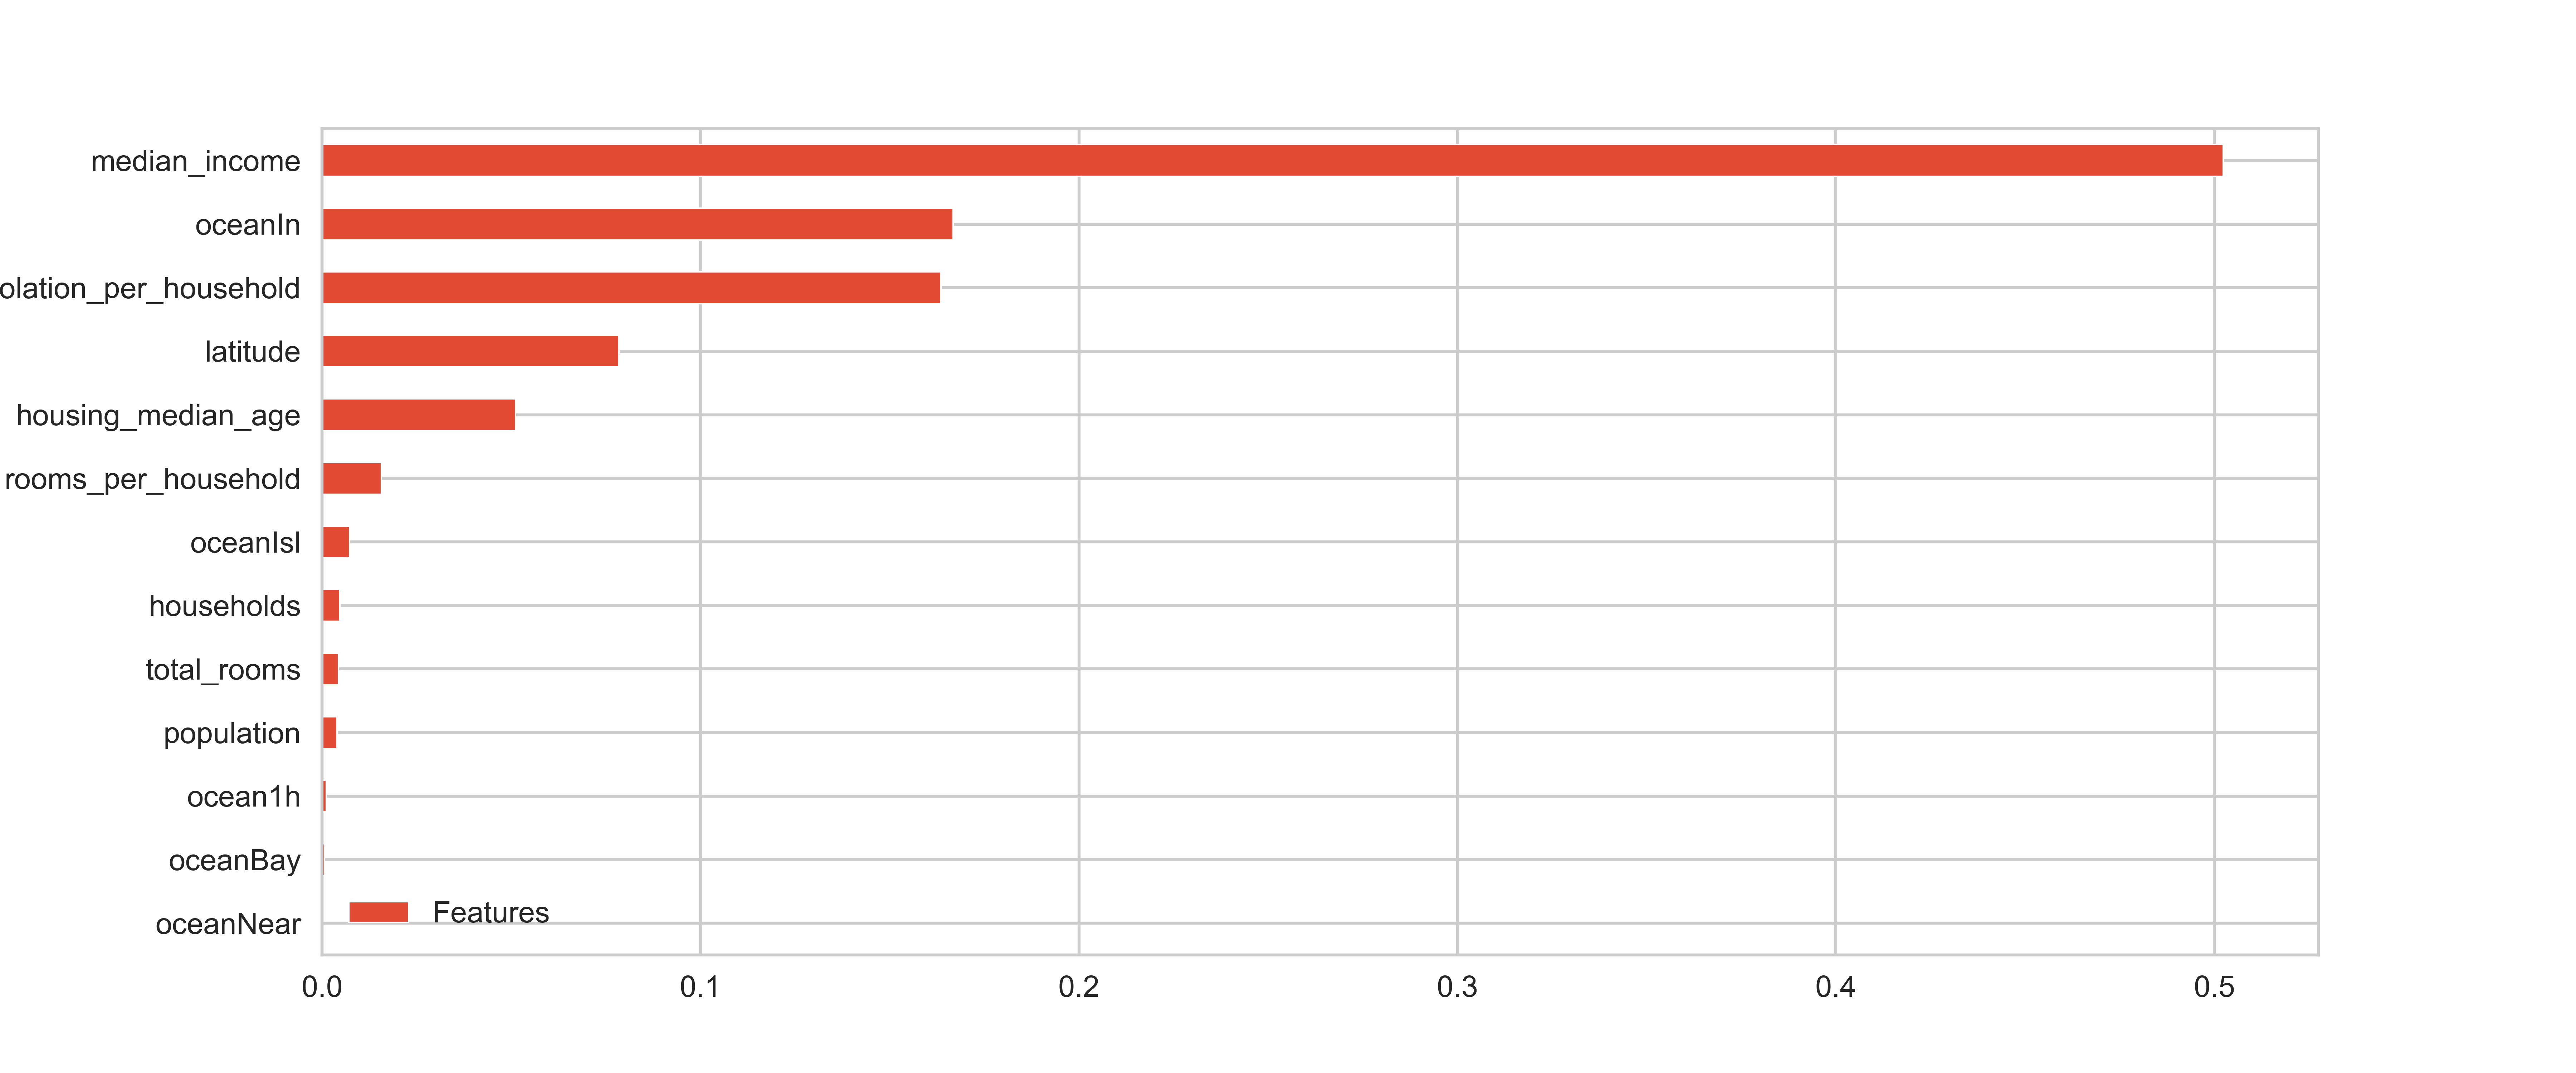 median_income
oceanIn
olation_per_household
latitude
housing_median_age
rooms_per_household
oceanIsl
households
total_rooms
population
ocean1h
oceanBay
oceanNear
Features
0.0 0.1 0.2 0.3 0.4 0.5